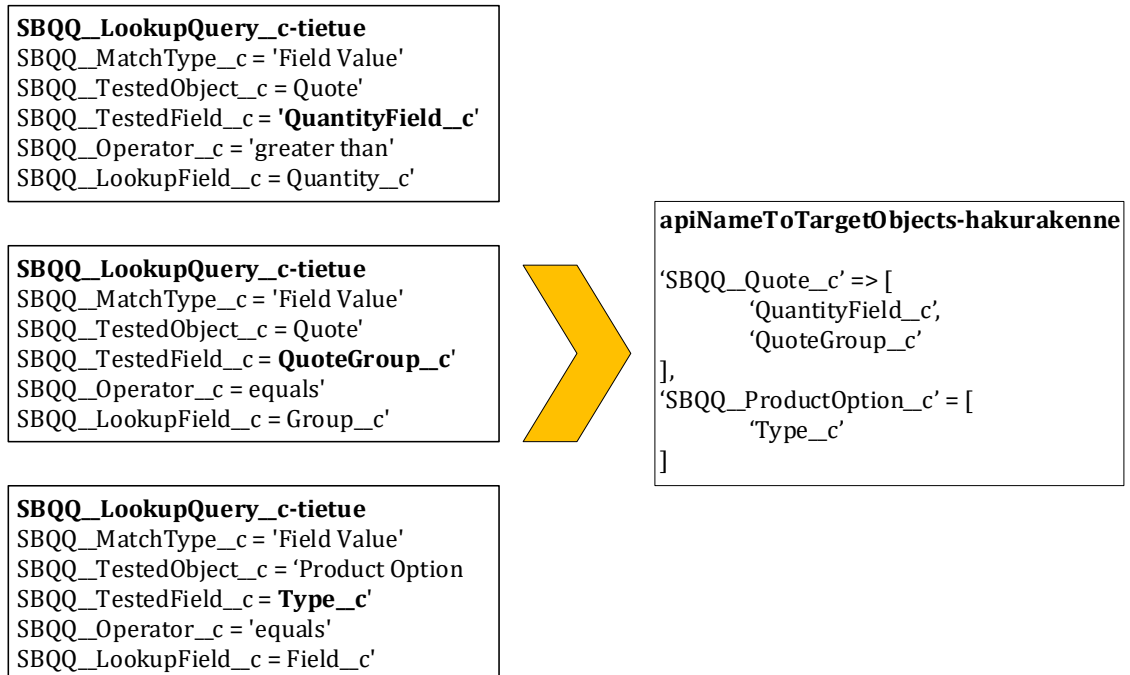 SBQQ__LookupQuery__c-tietue
SBQQ__MatchType__c = 'Field Value'
SBQQ__TestedObject__c = Quote'
SBQQ__TestedField__c = 'QuantityField__c'
SBQQ__Operator__c = 'greater than'
SBQQ__LookupField__c = Quantity__c'
SBQQ__LookupQuery__c-tietue
SBQQ__MatchType__c = 'Field Value'
SBQQ__TestedObject__c = Quote'
SBQQ__TestedField__c = QuoteGroup__c'
SBQQ__Operator__c = equals'
SBQQ__LookupField__c = Group__c'
SBQQ__LookupQuery__c-tietue
SBQQ__MatchType__c = 'Field Value'
SBQQ__TestedObject__c = ‘Product Option
SBQQ__TestedField__c = Type__c'
SBQQ__Operator__c = 'equals'
SBQQ__LookupField__c = Field__c'
apiNameToTargetObjects-hakurakenne
‘SBQQ__Quote__c’ => [
‘QuantityField__c’,
‘QuoteGroup__c’
],
‘SBQQ__ProductOption__c’ = [
‘Type__c’
]